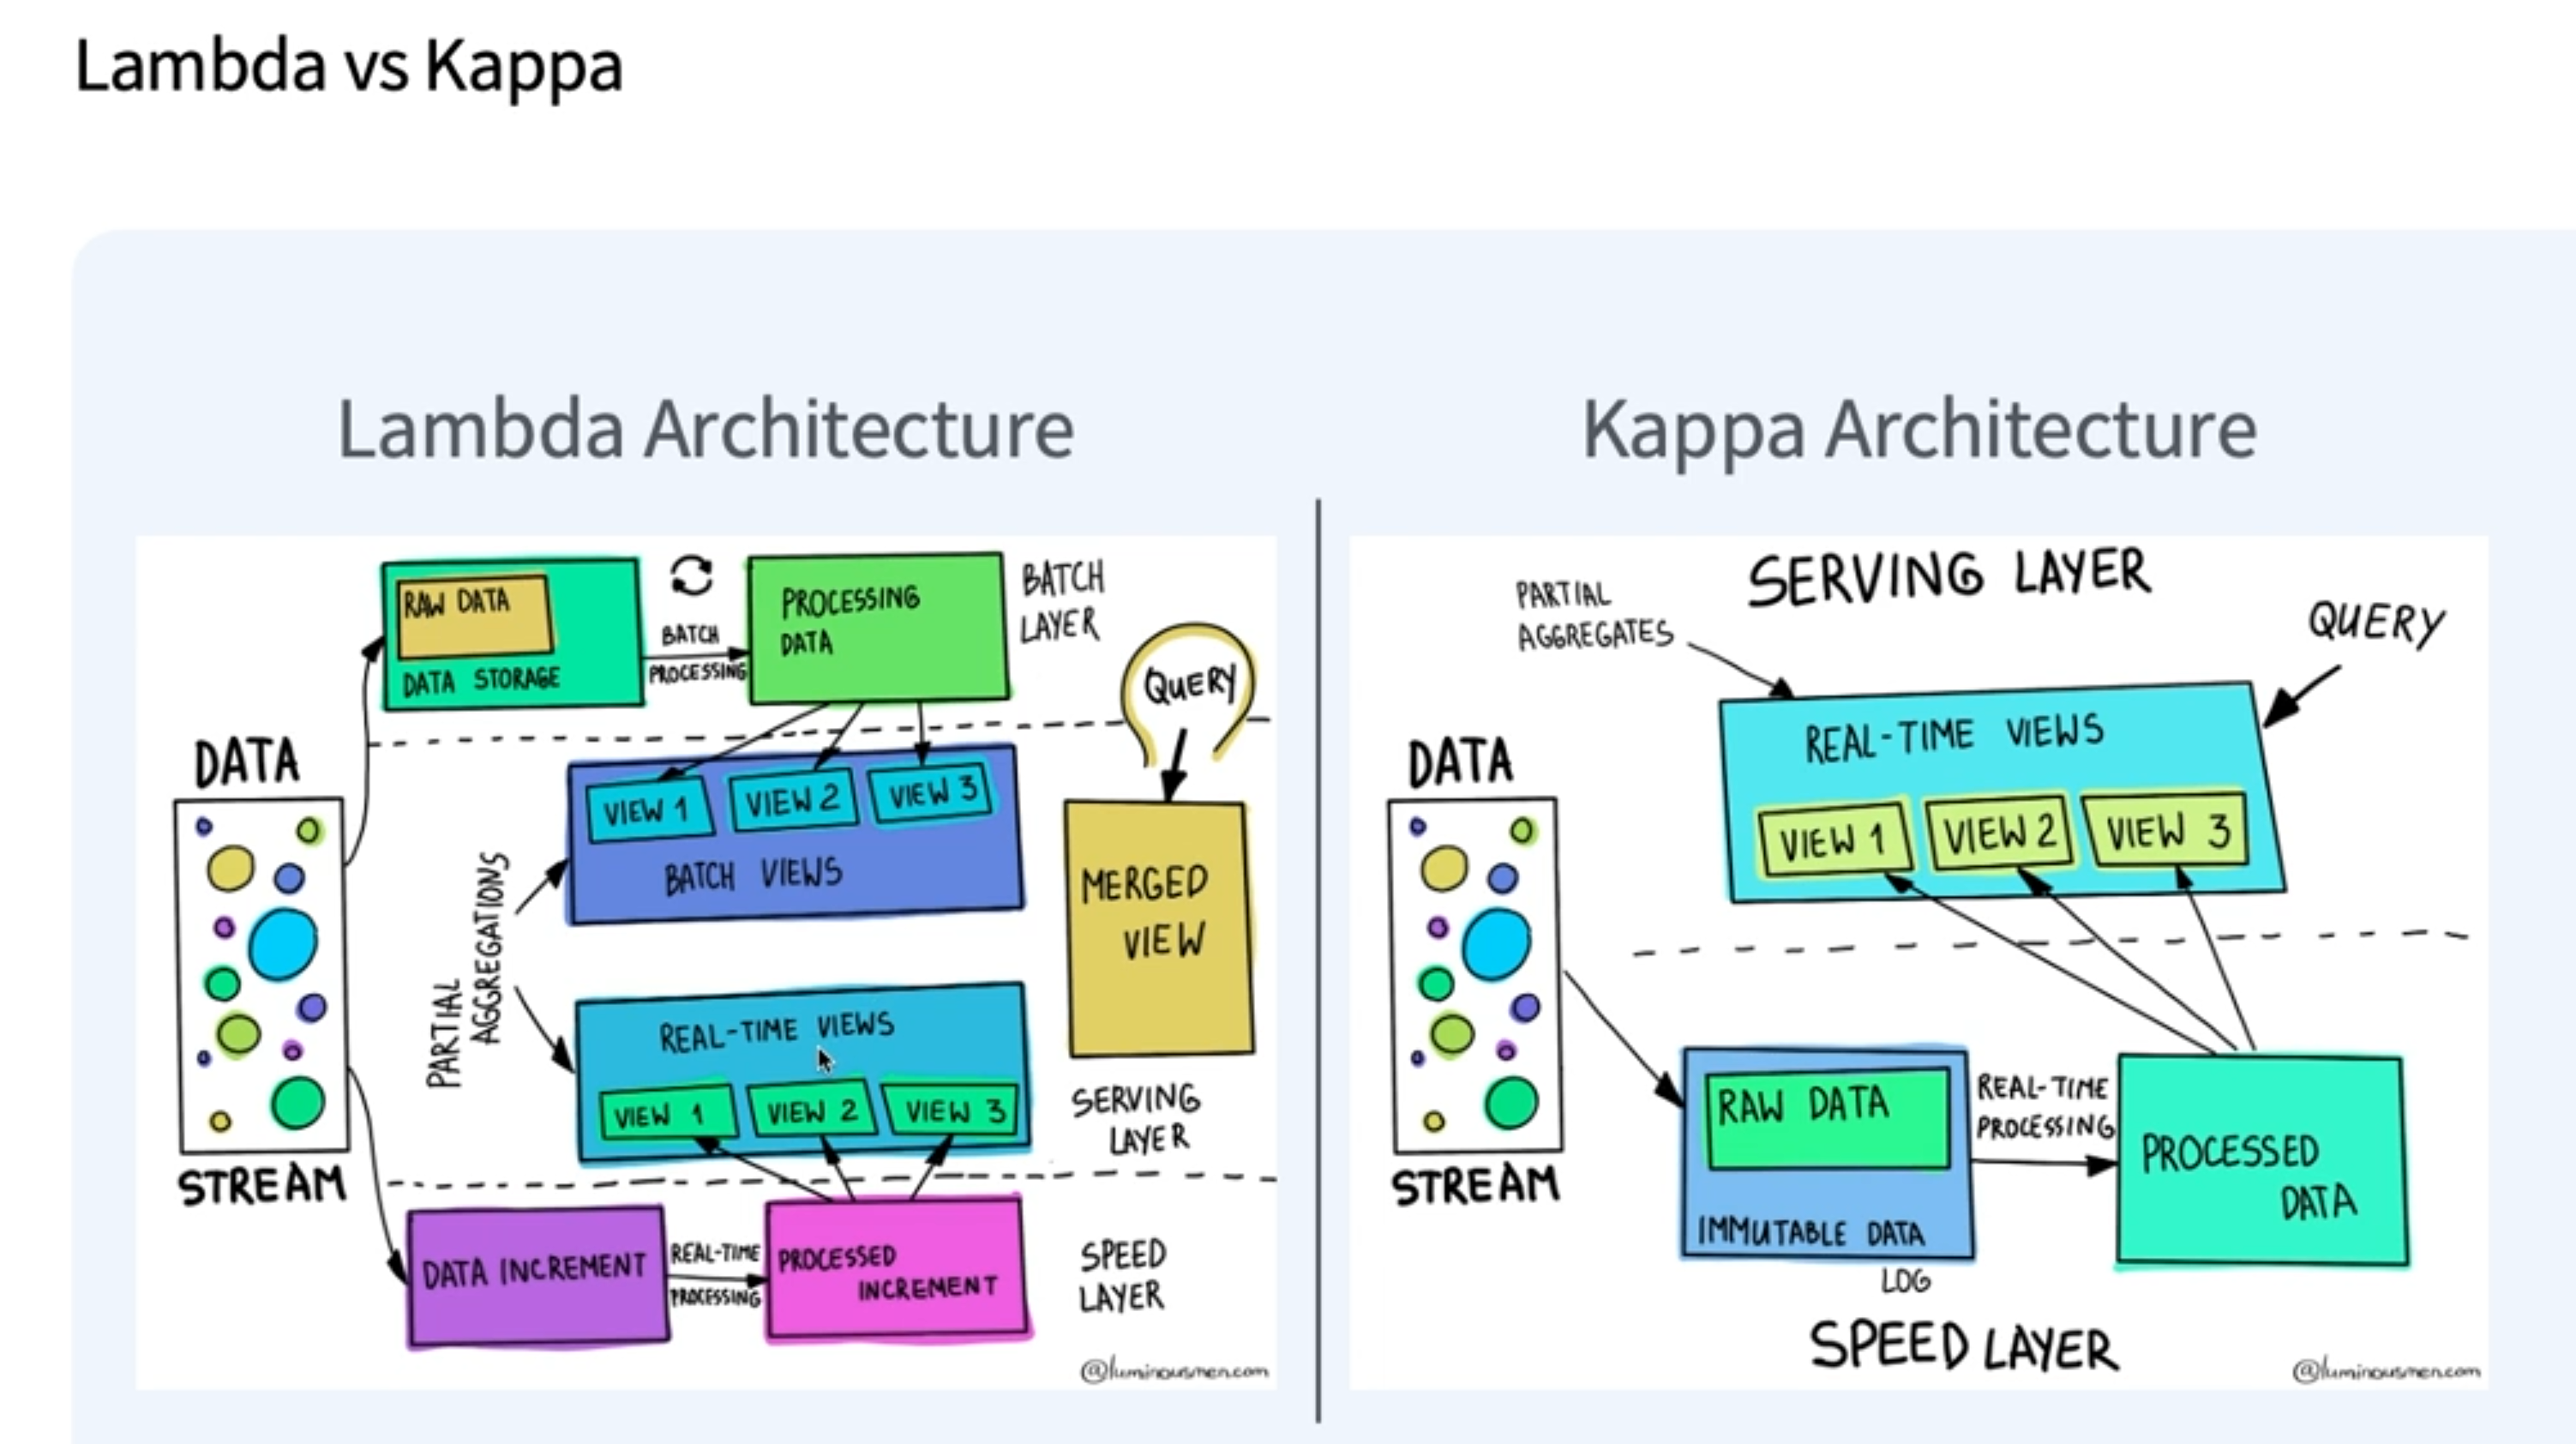 Lambda vs Kappa
Lambda Architecture
RAW DATA
DATA STORAGE
BATCH
PROCESSING
PROCESSING
DATA
BATCH
LAYER
QUERY
DATA
STREAM
PARTIAL
AGGREGATIONS
VIEW 1
VIEW 2
VIEW 3
BATCH VIEWS
MERGED
VIEW
REAL-TIME VIEWS
VIEW 1
VIEW 2
VIEW 3
SERVING
LAYER
DATA INCREMENT
REAL-TIME
PROCESSING
PROCESSED
INCREMENT
SPEED
LAYER
@luminousmen.com
Kappa Architecture
SERVING LAYER
PARTIAL
AGGREGATES
QUERY
REAL-TIME VIEWS
VIEW 1
VIEW 2
VIEW 3
DATA
STREAM
RAW DATA
IMMUTABLE DATA
LOG
REAL-TIME
PROCESSING
PROCESSED
DATA
SPEED LAYER
@luminousmen.com